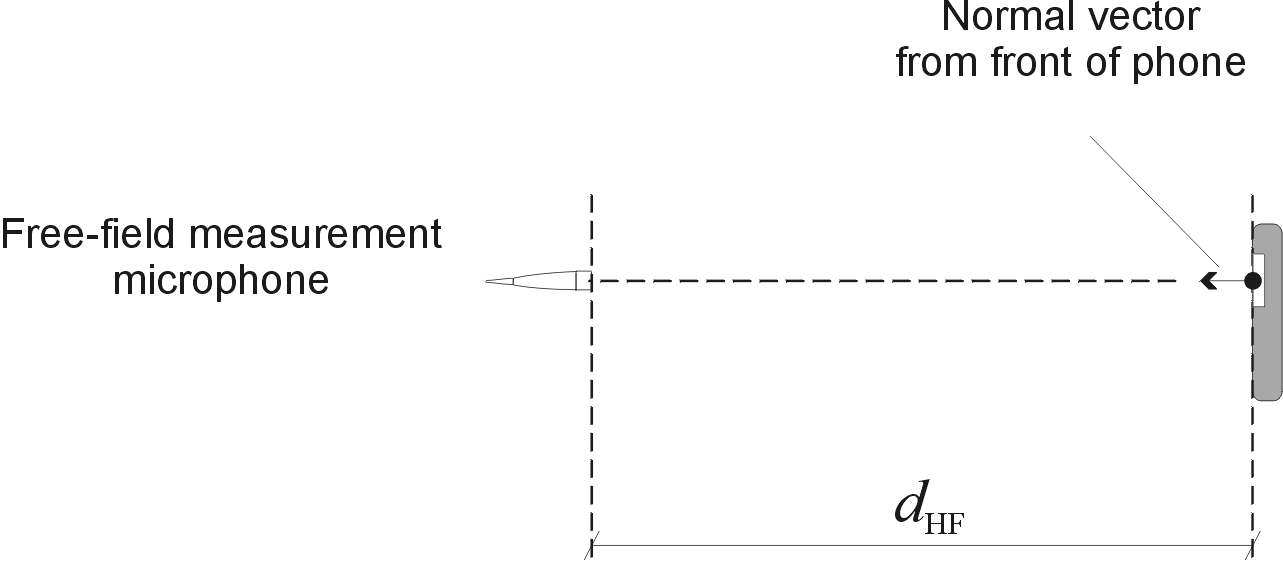 Normal vector
from front of phone
Free-field measurement
microphone
dHF